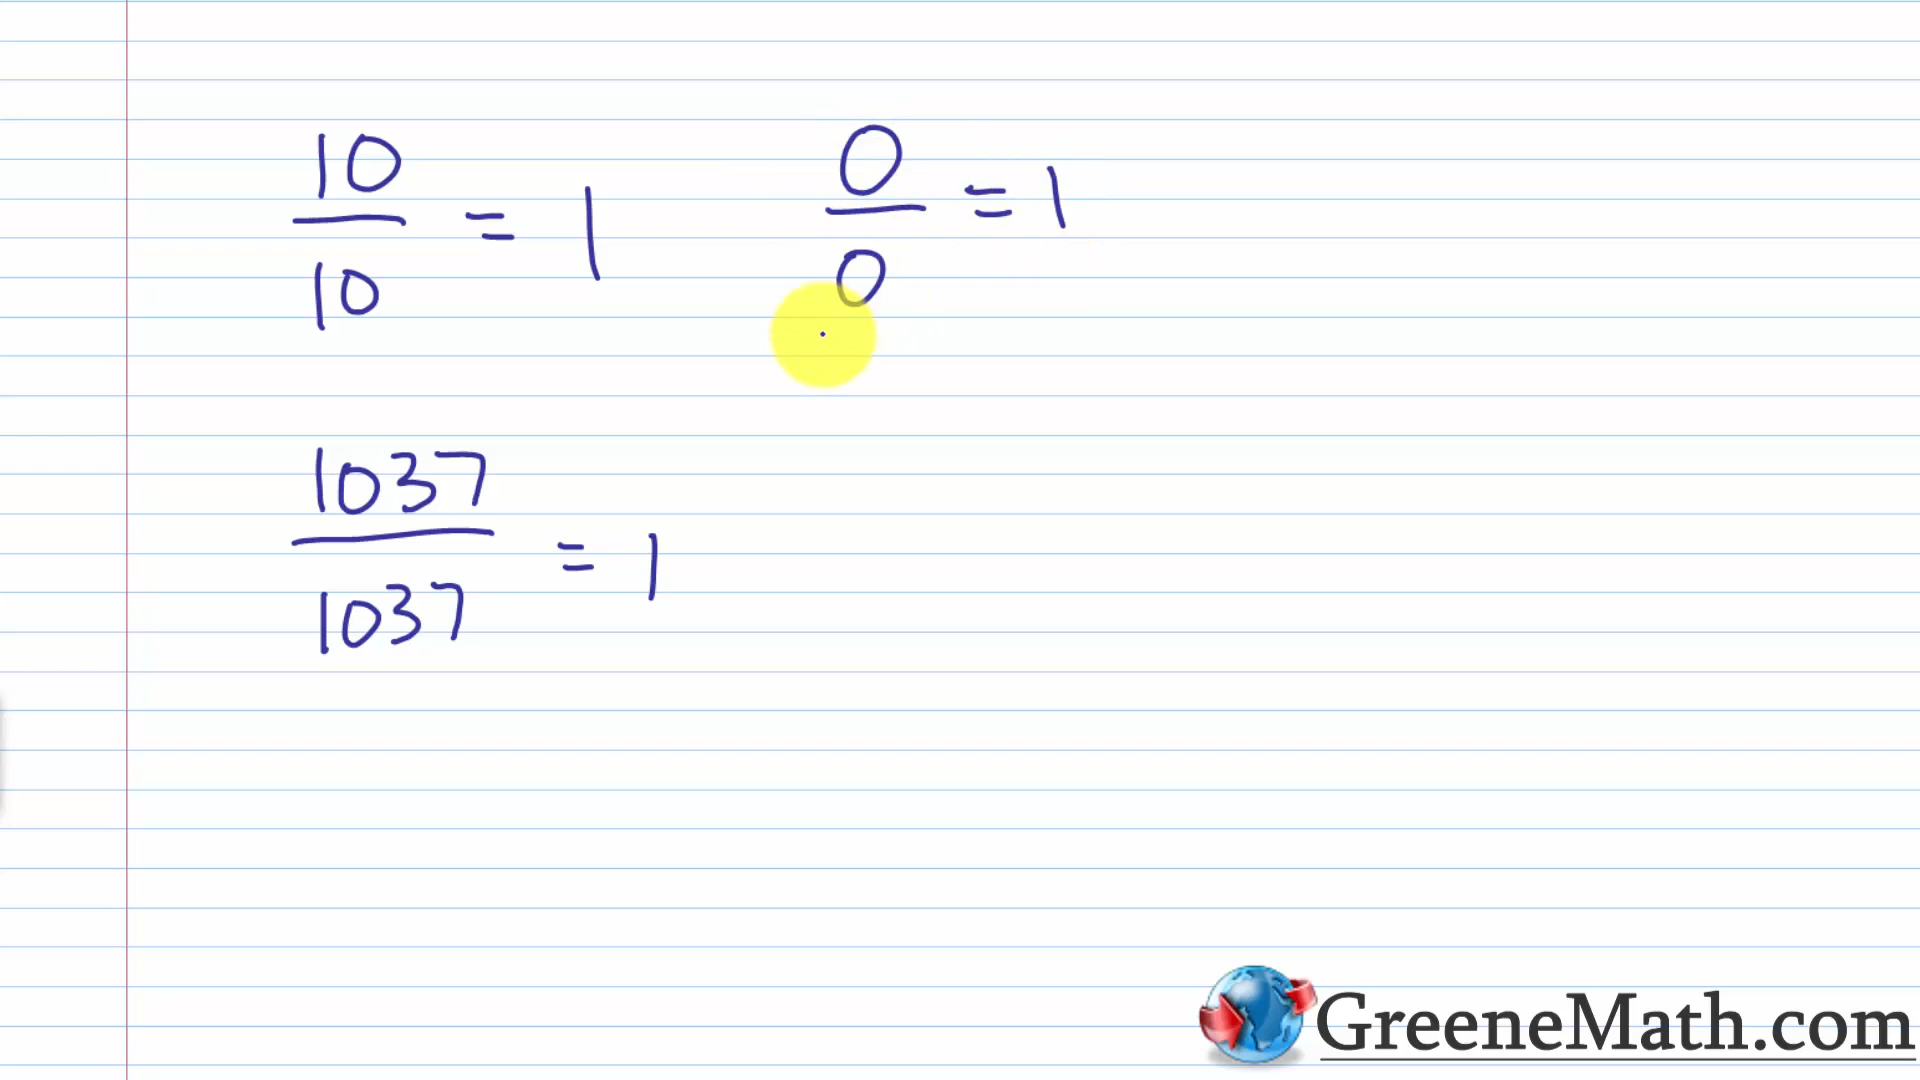 10/10 = 1
0/0 = 1
1037/1037 = 1
GreeneMath.com